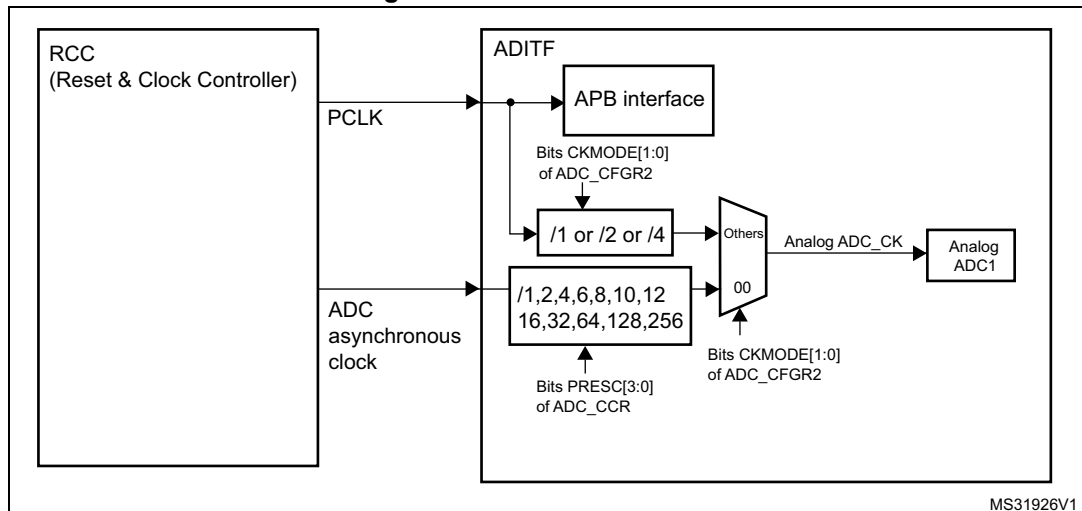 RCC
(Reset & Clock Controller)
PCLK
ADC
asynchronous
clock
ADITF
APB interface
Bits CKMODE[1:0]
of ADC_CFGR2
/1 or /2 or /4
Others
00
Analog ADC_CK
Analog
ADC1
/1,2,4,6,8,10,12
16,32,64,128,256
Bits CKMODE[1:0]
of ADC_CFGR2
Bits PRESC[3:0]
of ADC_CCR
MS31926V1